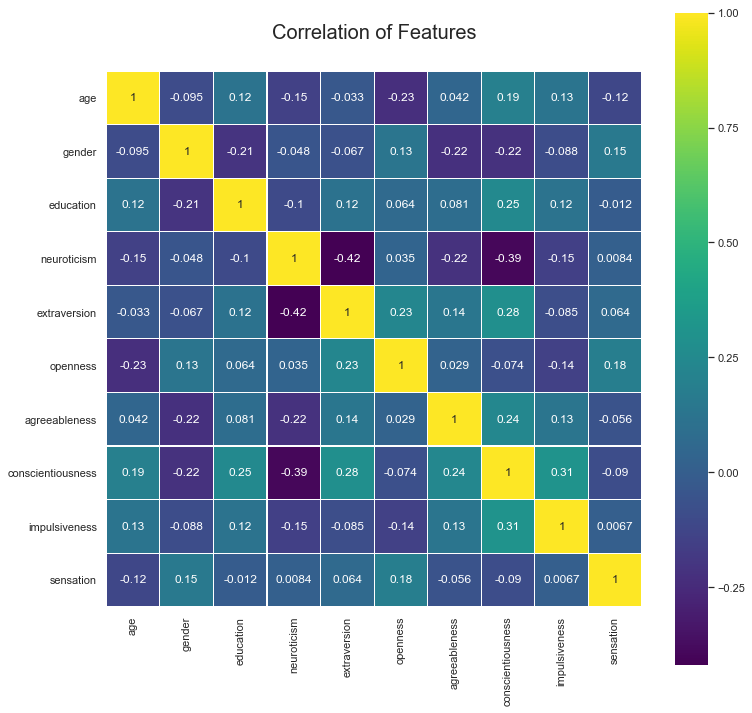 Correlation of Features
age 1 -0.095 0.12 -0.15 -0.033 -0.23 0.042 0.19 0.13 -0.12
gender -0.095 1 -0.21 -0.048 -0.067 0.13 -0.22 -0.22 -0.088 0.15
education 0.12 -0.21 1 -0.1 0.12 0.064 0.081 0.25 0.12 -0.012
neuroticism -0.15 -0.048 -0.1 1 -0.42 0.035 -0.22 -0.39 -0.15 0.0084
extraversion -0.033 -0.067 0.12 -0.42 1 0.23 0.14 0.28 -0.085 0.064
openness -0.23 0.13 0.064 0.035 0.23 1 0.029 -0.074 -0.14 0.18
agreeableness 0.042 -0.22 0.081 -0.22 0.14 0.029 1 0.24 0.13 -0.056
conscientiousness 0.19 -0.22 0.25 -0.39 0.28 -0.074 0.24 1 0.31 -0.09
impulsiveness 0.13 -0.088 0.12 -0.15 -0.085 -0.14 0.13 0.31 1 0.0067
sensation -0.12 0.15 -0.012 0.0084 0.064 0.18 -0.056 -0.09 0.0067 1
age gender education neuroticism extraversion openness agreeableness conscientiousness impulsiveness sensation
1.00
0.75
0.50
0.25
0.00
−0.25